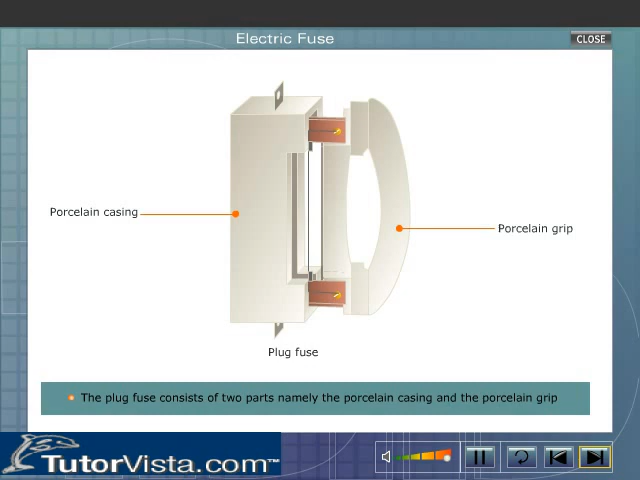 Electric Fuse
CLOSE
Porcelain casing
Porcelain grip
Plug fuse
The plug fuse consists of two parts namely the porcelain casing and the porcelain grip
TutorVista.com™